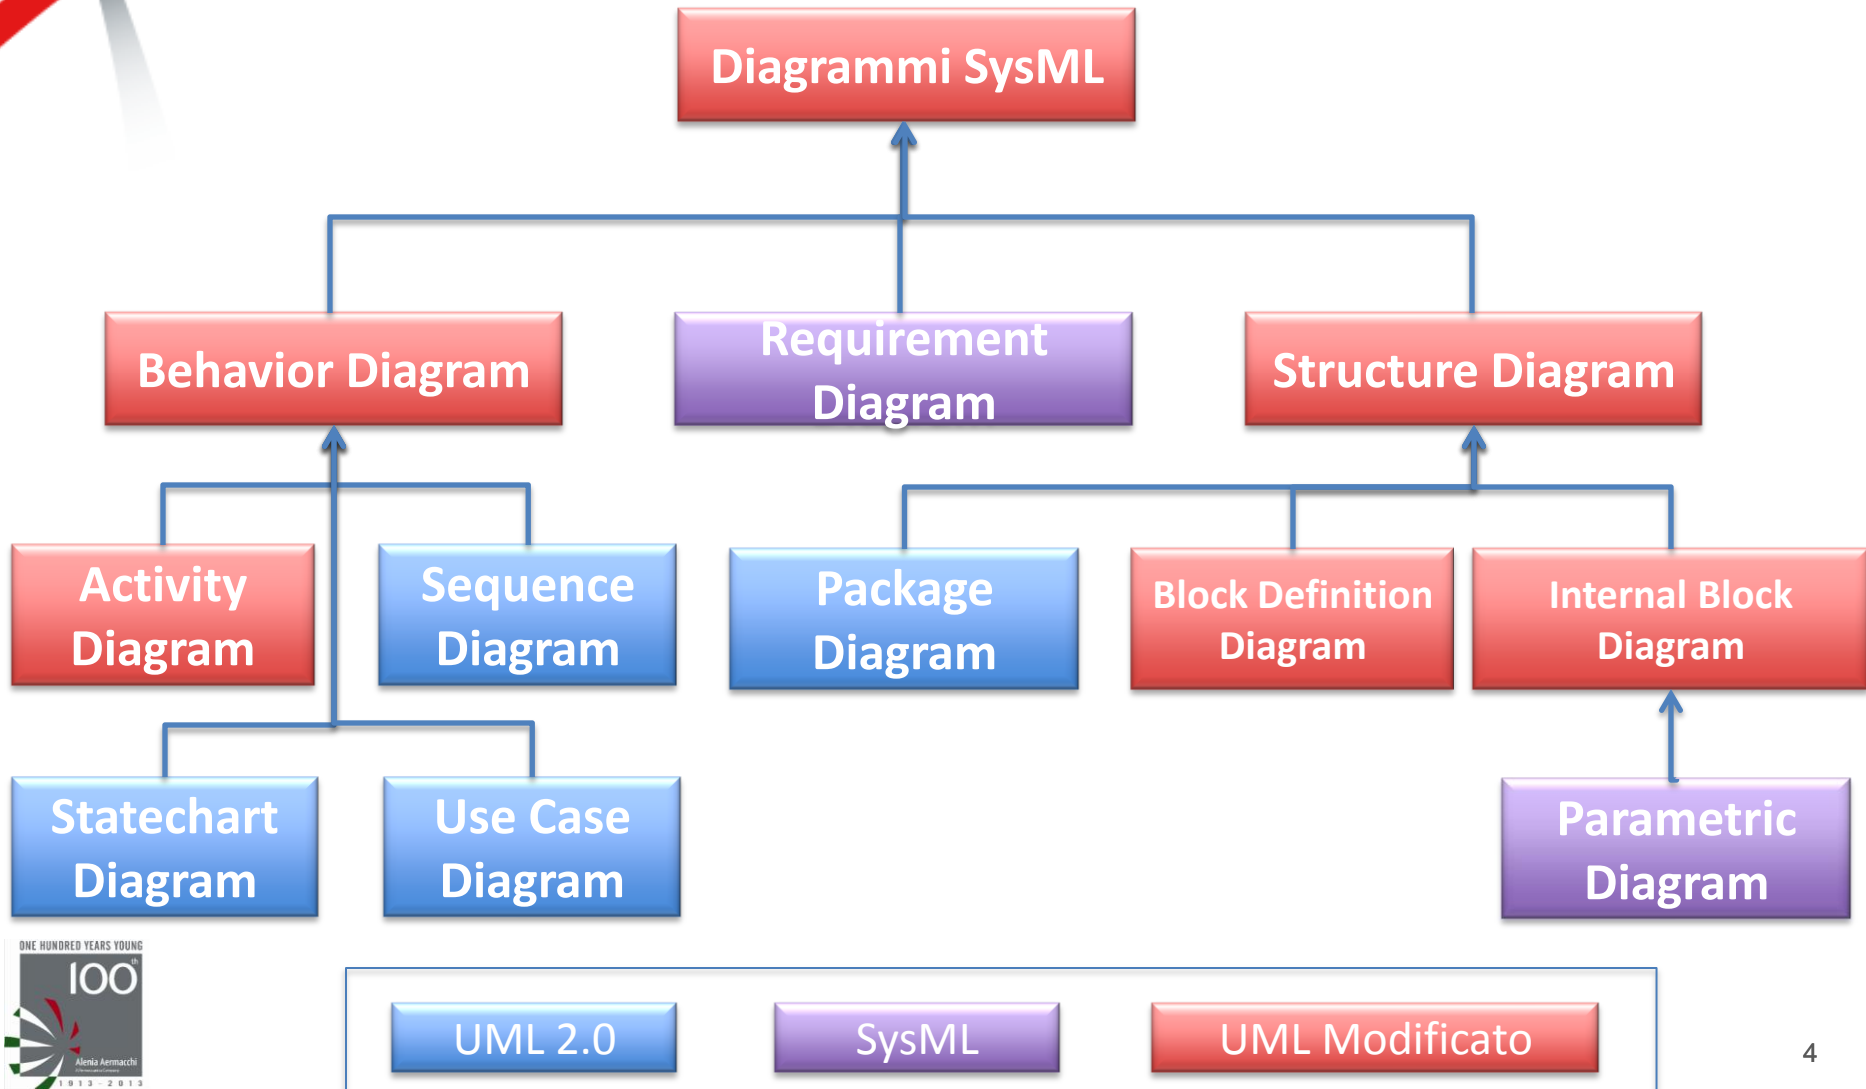 Diagrammi SysML
Behavior Diagram
Requirement
Diagram
Structure Diagram
Activity
Diagram
Sequence
Diagram
Package
Diagram
Block Definition
Diagram
Internal Block
Diagram
Statechart
Diagram
Use Case
Diagram
Parametric
Diagram
ONE HUNDRED YEARS YOUNG
100th
Alenia Aermacchi
1913-2013
UML 2.0
SysML
UML Modificato
4